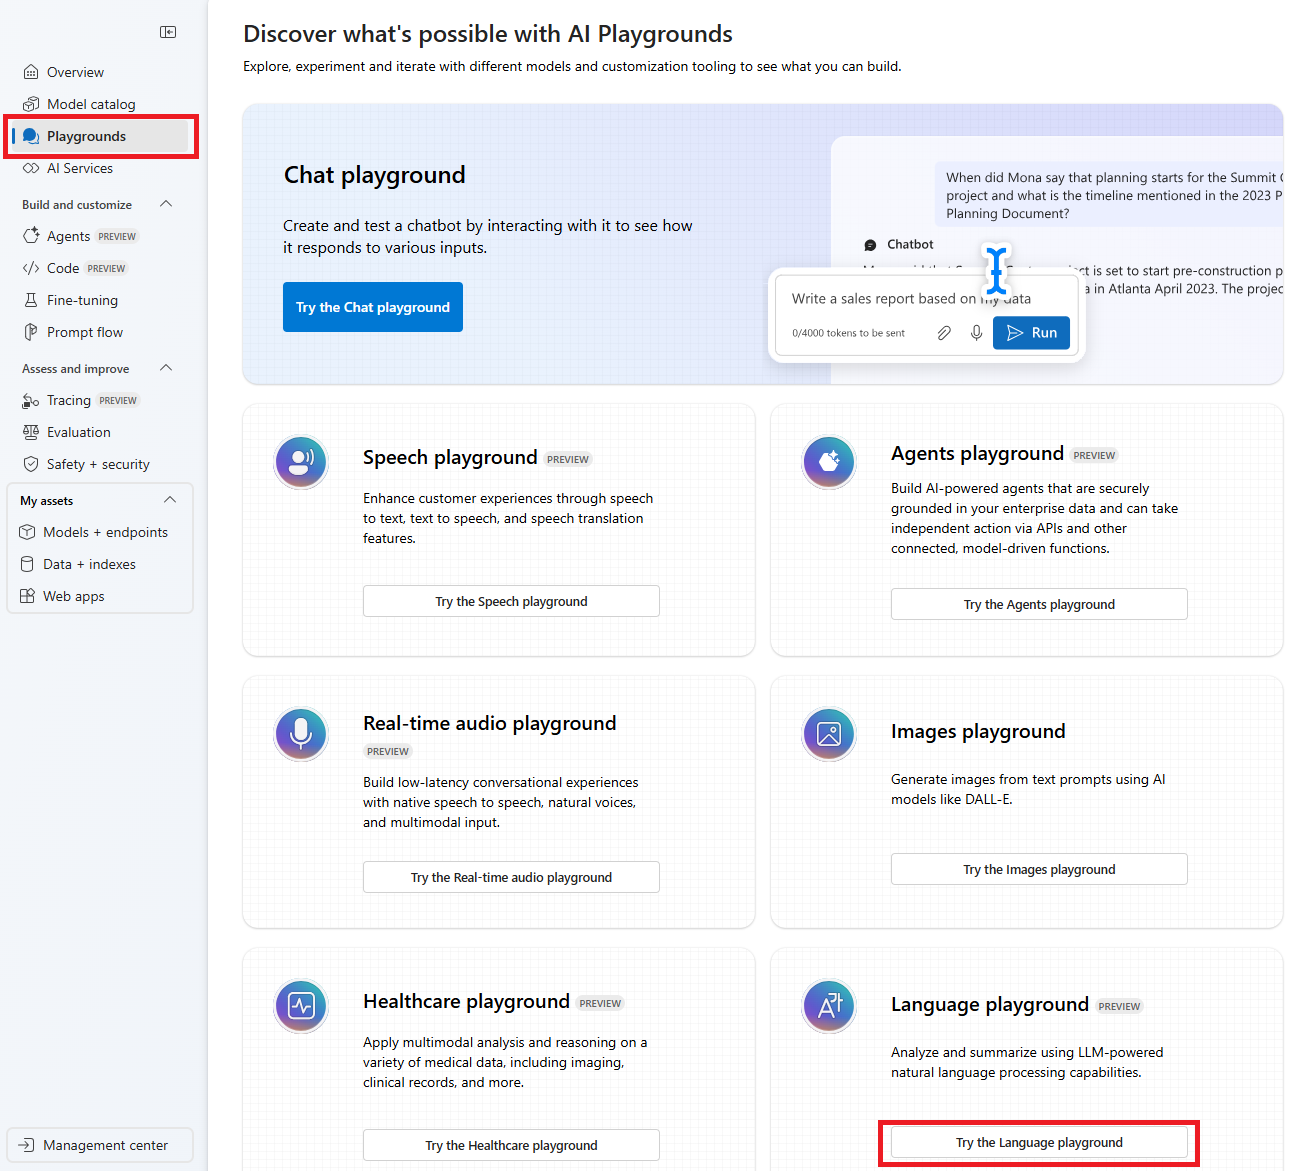 Overview
Model catalog
Playgrounds
AI Services
Build and customize
Agents PREVIEW
Code PREVIEW
Fine-tuning
Prompt flow
Assess and improve
Tracing PREVIEW
Evaluation
Safety + security
My assets
Models + endpoints
Data + indexes
Web apps
Management center
Discover what's possible with AI Playgrounds
Explore, experiment and iterate with different models and customization tooling to see what you can build.
Chat playground
Create and test a chatbot by interacting with it to see how
it responds to various inputs.
Try the Chat playground
When did Mona say that planning starts for the Summit
project and what is the timeline mentioned in the 2023
Planning Document?
Chatbot
is set to start pre-construction
in Atlanta April 2023. The
Write a sales report based on my data
0/4000 tokens to be sent
Run
Speech playground PREVIEW
Enhance customer experiences through speech
to text, text to speech, and speech translation
features.
Try the Speech playground
Agents playground PREVIEW
Build AI-powered agents that are securely
grounded in your enterprise data and can take
independent action via APIs and other
connected, model-driven functions.
Try the Agents playground
Real-time audio playground
PREVIEW
Build low-latency conversational experiences
with native speech to speech, natural voices,
and multimodal input.
Try the Real-time audio playground
Images playground
Generate images from text prompts using AI
models like DALL-E.
Try the Images playground
Healthcare playground PREVIEW
Apply multimodal analysis and reasoning on a
variety of medical data, including imaging,
clinical records, and more.
Try the Healthcare playground
Language playground PREVIEW
Analyze and summarize using LLM-powered
natural language processing capabilities.
Try the Language playground